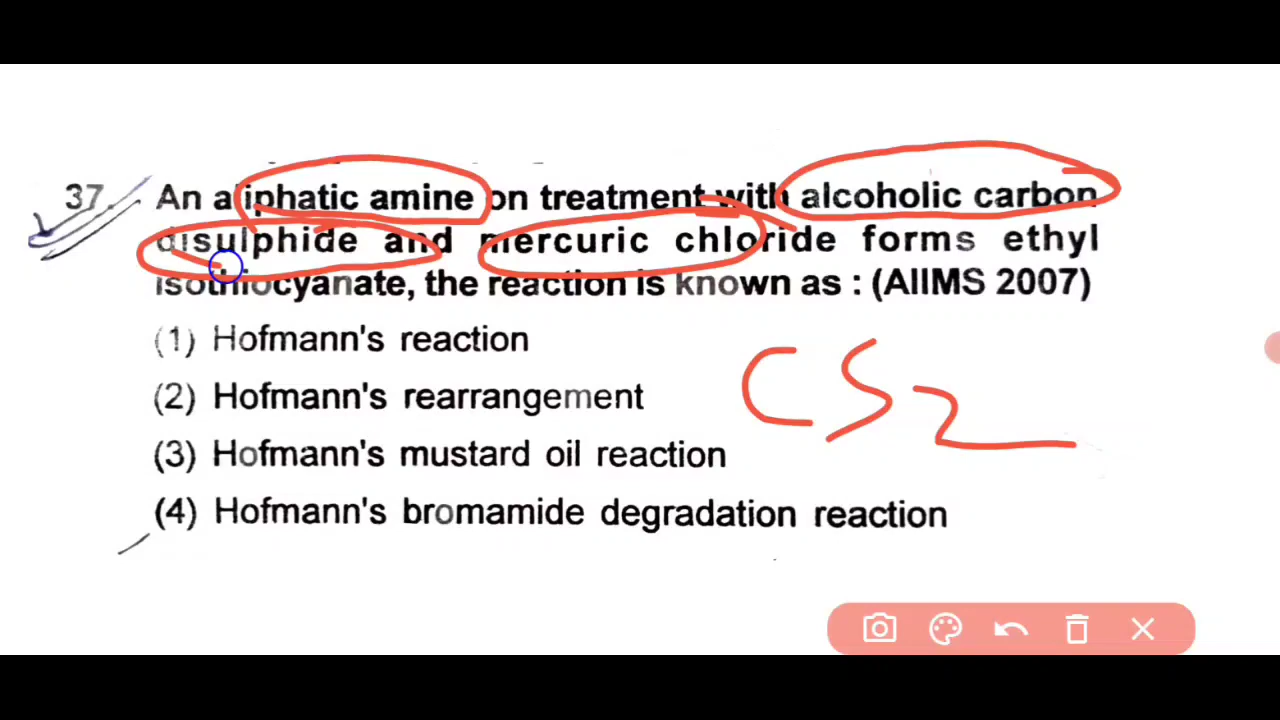 37. An aliphatic amine on treatment with alcoholic carbon
disulphide and mercuric chloride forms ethyl
isothiocyanate, the reaction is known as : (AIIMS 2007)
(1) Hofmann's reaction
(2) Hofmann's rearrangement
(3) Hofmann's mustard oil reaction
(4) Hofmann's bromamide degradation reaction
CS2